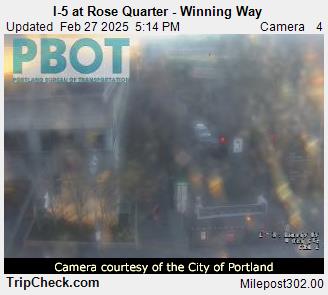 I-5 at Rose Quarter - Winning Way
Updated Feb 27 2025 5:14 PM Camera 4
PBOT
PORTLAND BUREAU OF TRANSPORTATION
Camera courtesy of the City of Portland
TripCheck.com Milepost302.00